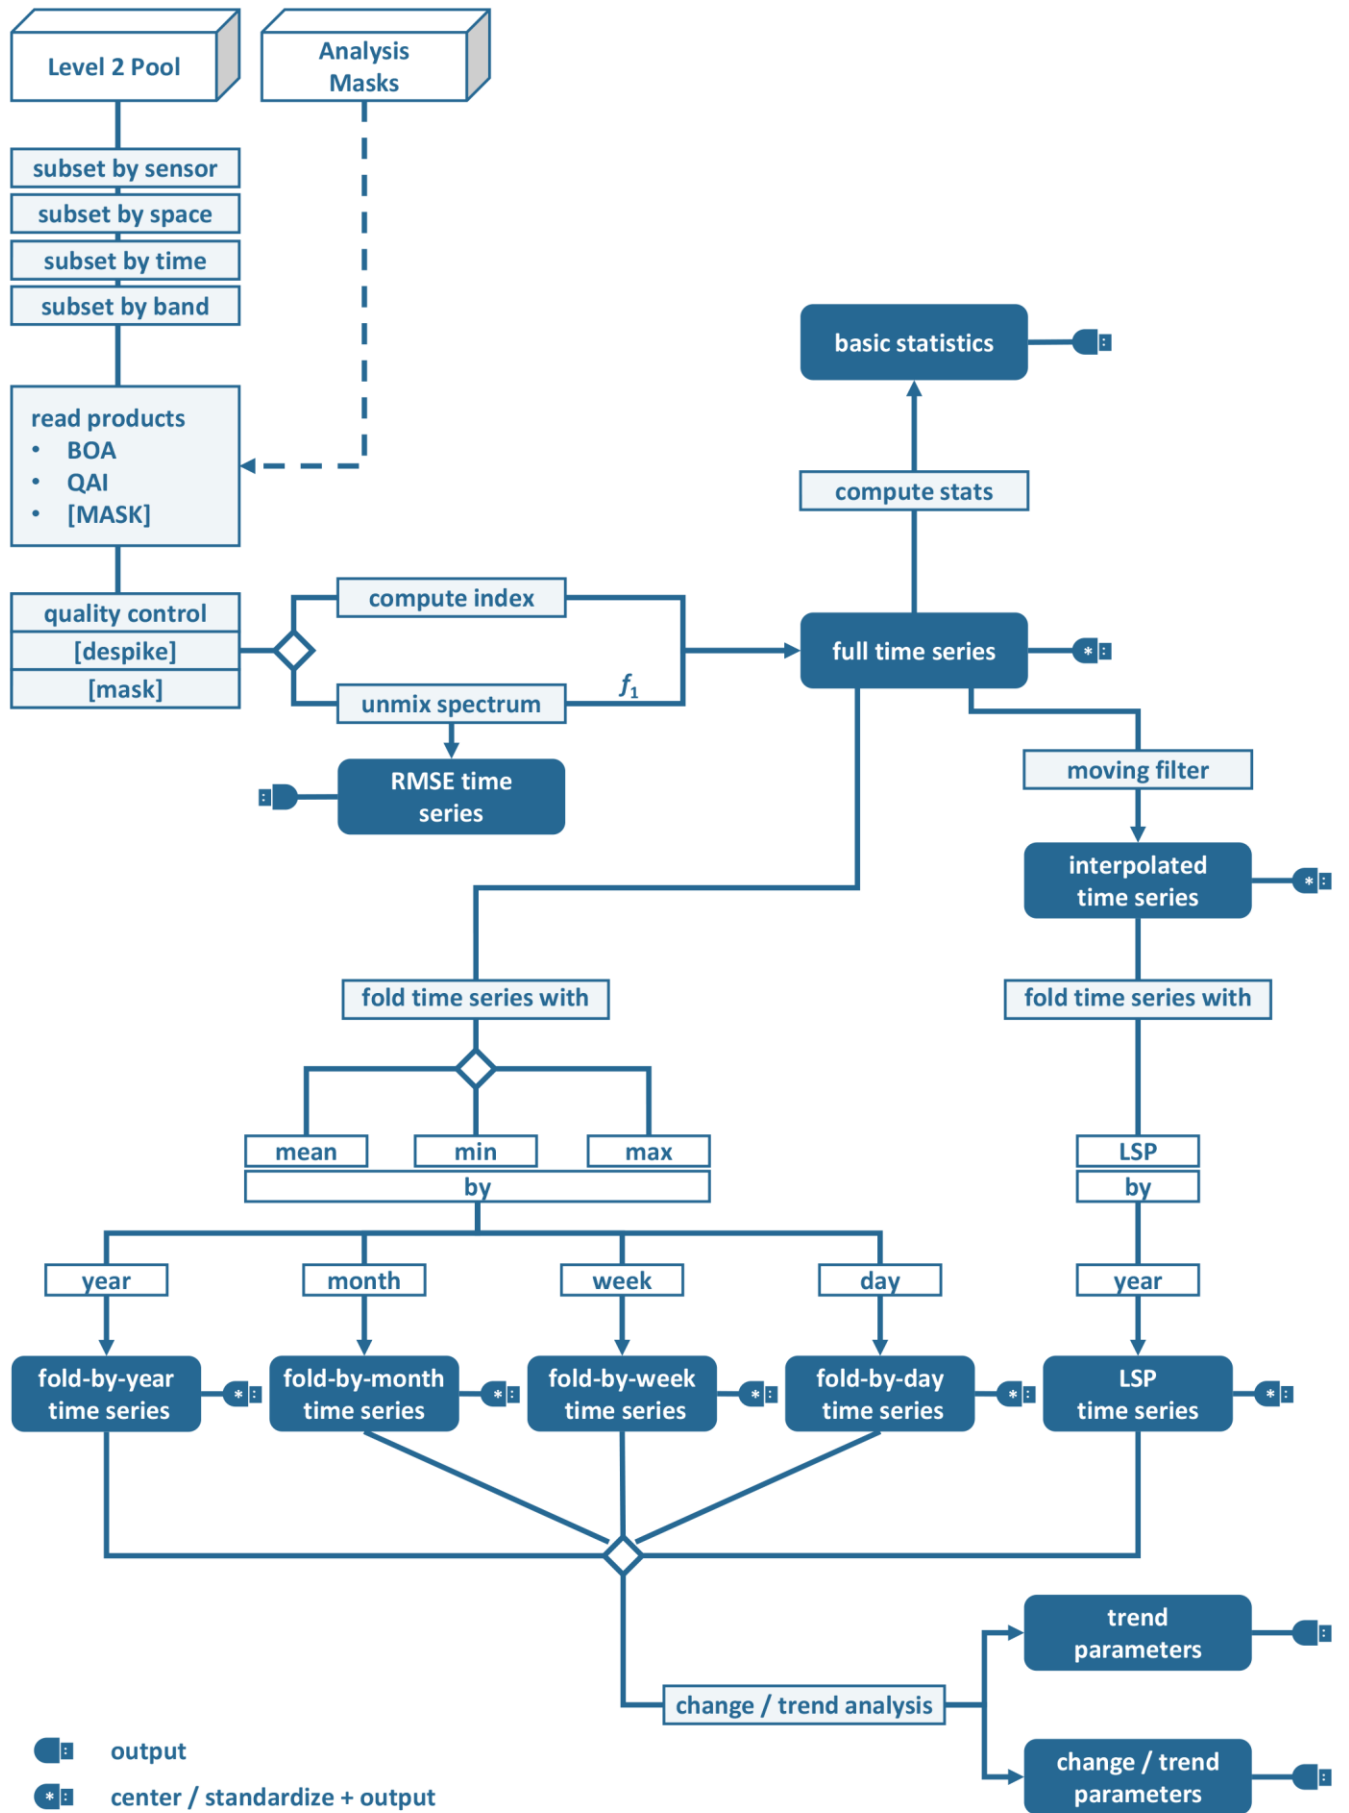 Level 2 Pool
Analysis
Masks
subset by sensor
subset by space
subset by time
subset by band
read products
• BOA
• QAI
• [MASK]
quality control
[despike]
[mask]
compute index
unmix spectrum
f1
RMSE time
series
basic statistics
compute stats
full time series
*
moving filter
interpolated
time series
*
fold time series with
fold time series with
mean
min
max
by
LSP
by
year
month
week
day
year
fold-by-year
time series
*
fold-by-month
time series
*
fold-by-week
time series
*
fold-by-day
time series
*
LSP
time series
*
change / trend analysis
trend
parameters
change / trend
parameters
output
* center / standardize + output